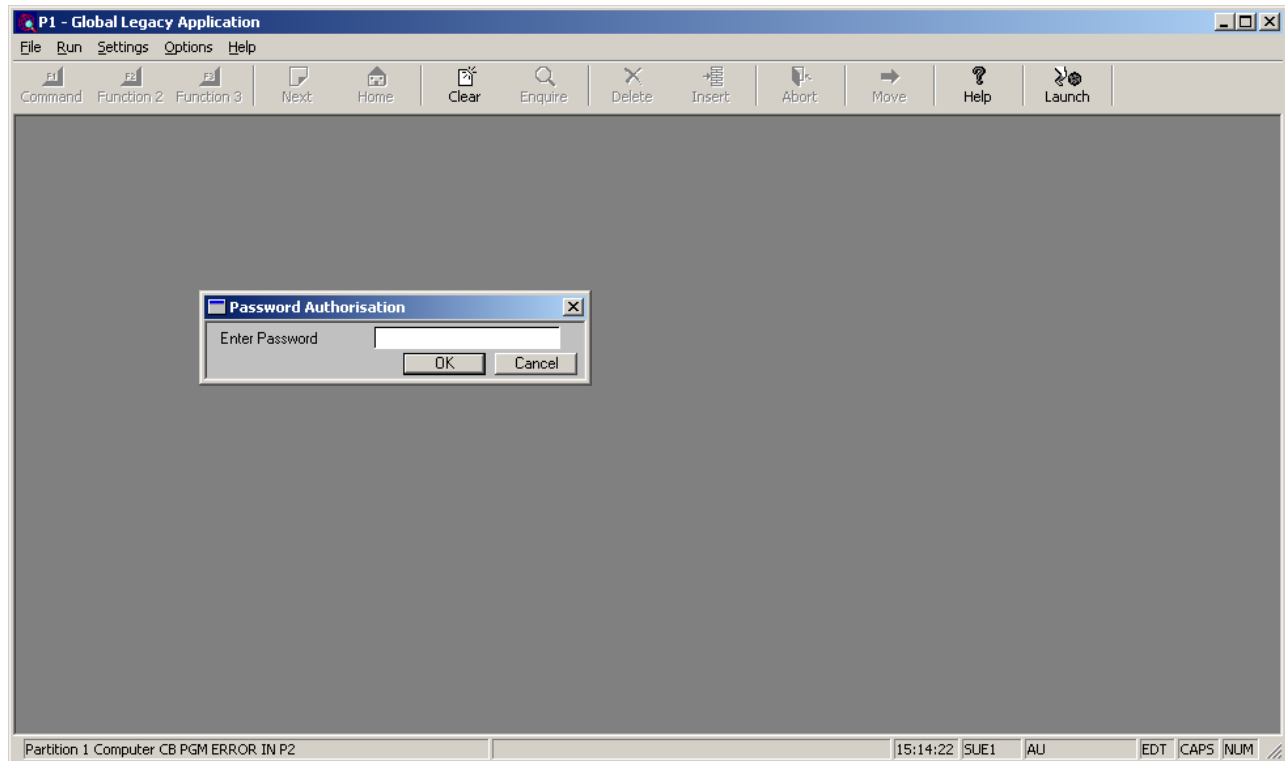 P1 - Global Legacy Application
File Run Settings Options Help
F1 F2 F3
Command Function 2 Function 3 Next Home Clear Enquire Delete Insert Abort Move Help Launch
Password Authorisation
Enter Password
OK Cancel
Partition 1 Computer CB PGM ERROR IN P2 15:14:22 SUE1 AU EDT CAPS NUM